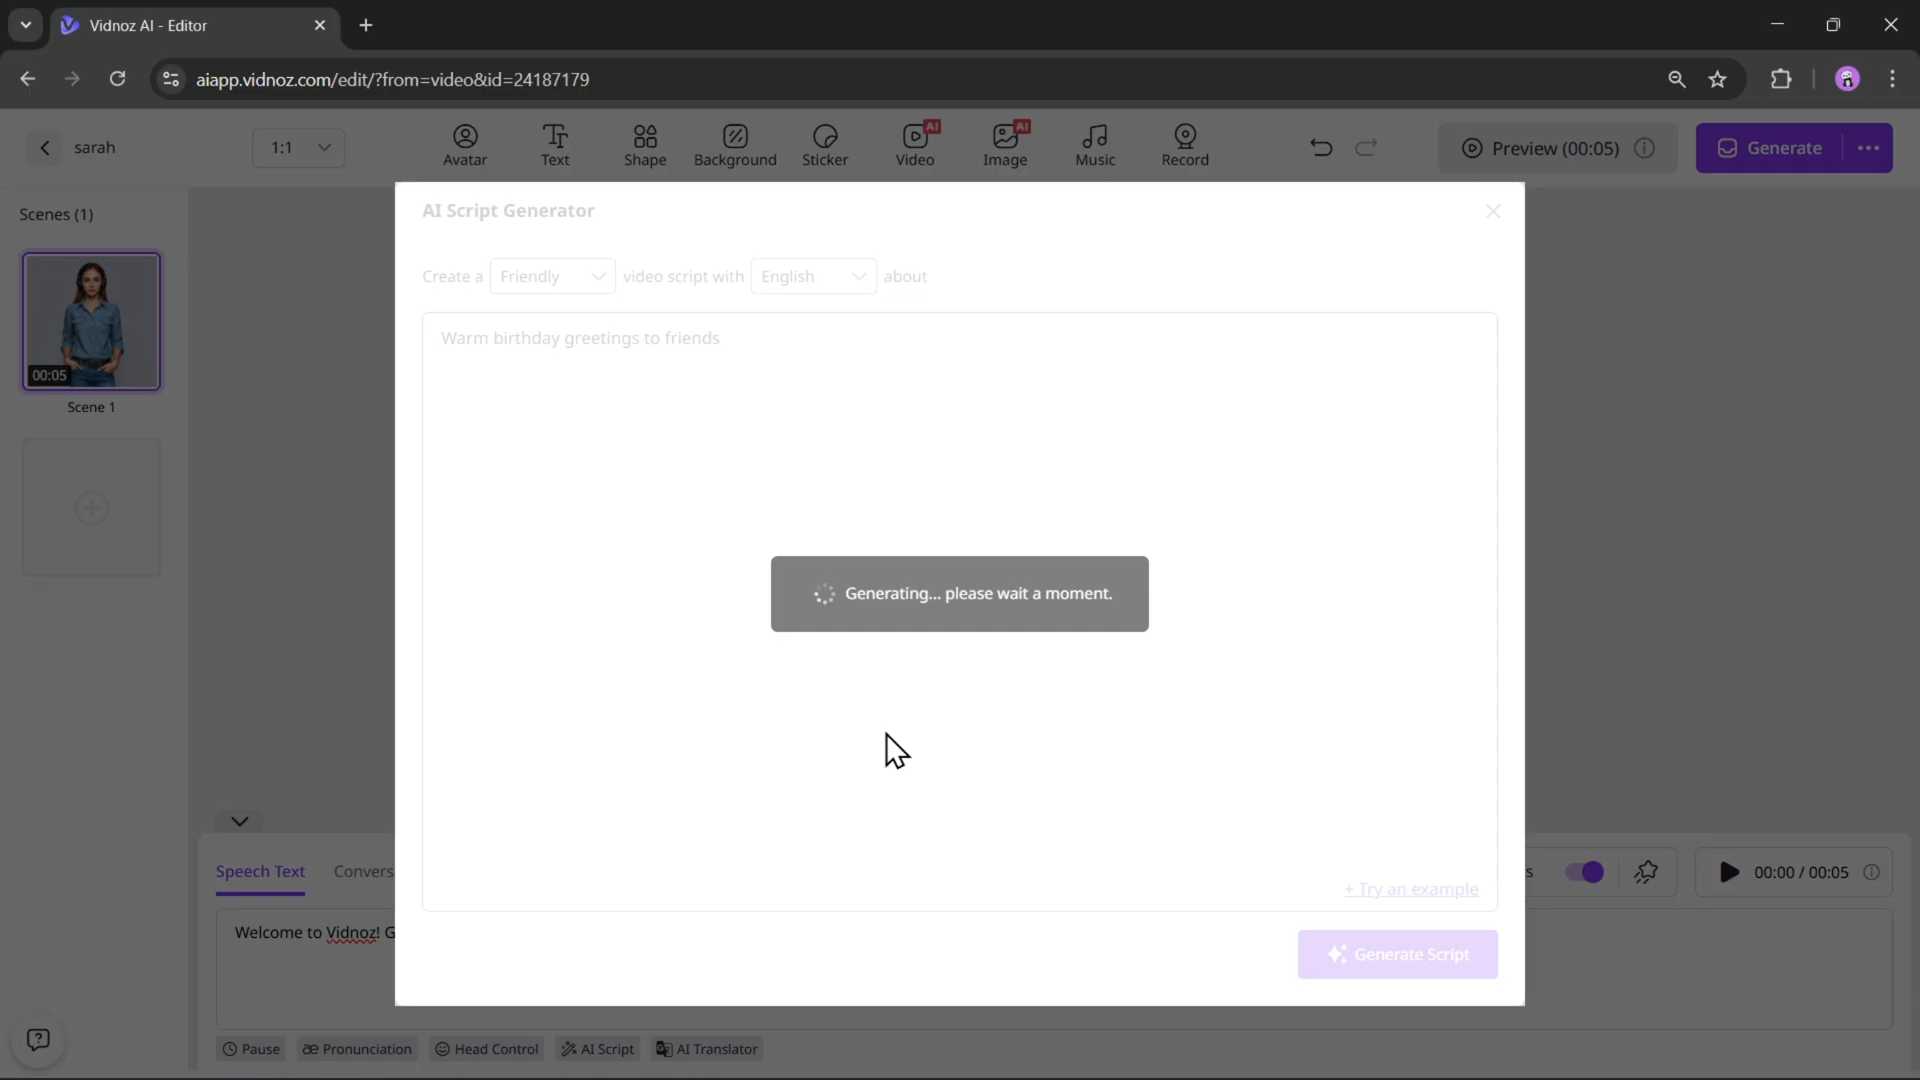 Vidnoz AI - Editor
aiapp.vidnoz.com/edit/?from=video&id=24187179
sarah
1:1
Avatar
Text
Shape
Background
Sticker
AI
Video
AI
Image
Music
Record
Preview (00:05)
Generate
Scenes (1)
00:05
Scene 1
AI Script Generator
Create a Friendly video script with English about
Warm birthday greetings to friends
Generating... please wait a moment.
+ Try an example
Generate Script
Speech Text
Convers
s
00:00 / 00:05
Welcome to Vidnoz! G
Pause
Pronunciation
Head Control
AI Script
AI Translator